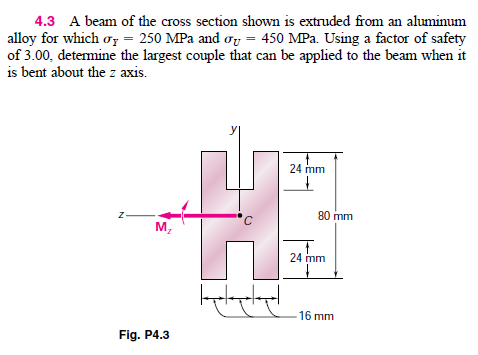 4.3 A beam of the cross section shown is extruded from an aluminum
alloy for which σY = 250 MPa and σU = 450 MPa. Using a factor of safety
of 3.00, determine the largest couple that can be applied to the beam when it
is bent about the z axis.
y
24 mm
z
C
80 mm
Mz
24 mm
16 mm
Fig. P4.3